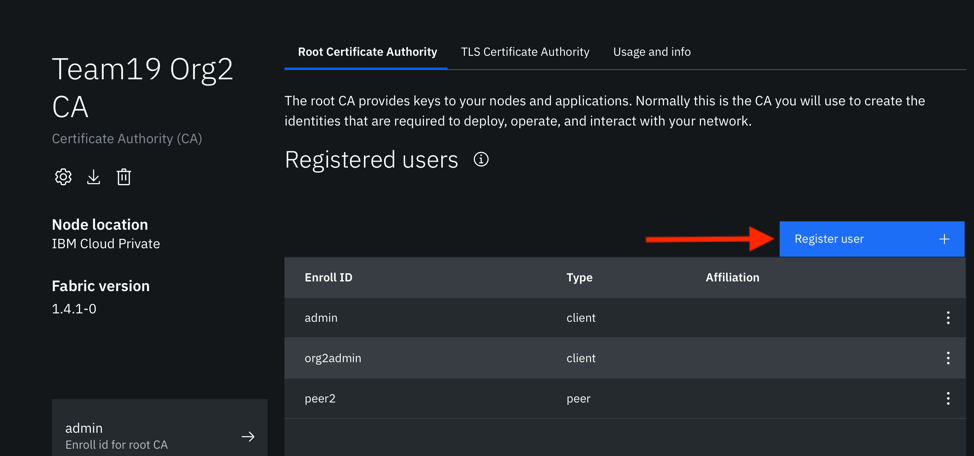 Team19 Org2
CA
Certificate Authority (CA)
Node location
IBM Cloud Private
Fabric version
1.4.1-0
admin
Enroll id for root CA
Root Certificate Authority TLS Certificate Authority Usage and info
The root CA provides keys to your nodes and applications. Normally this is the CA you will use to create the
identities that are required to deploy, operate, and interact with your network.
Registered users
Register user
Enroll ID Type Affiliation
admin client
org2admin client
peer2 peer